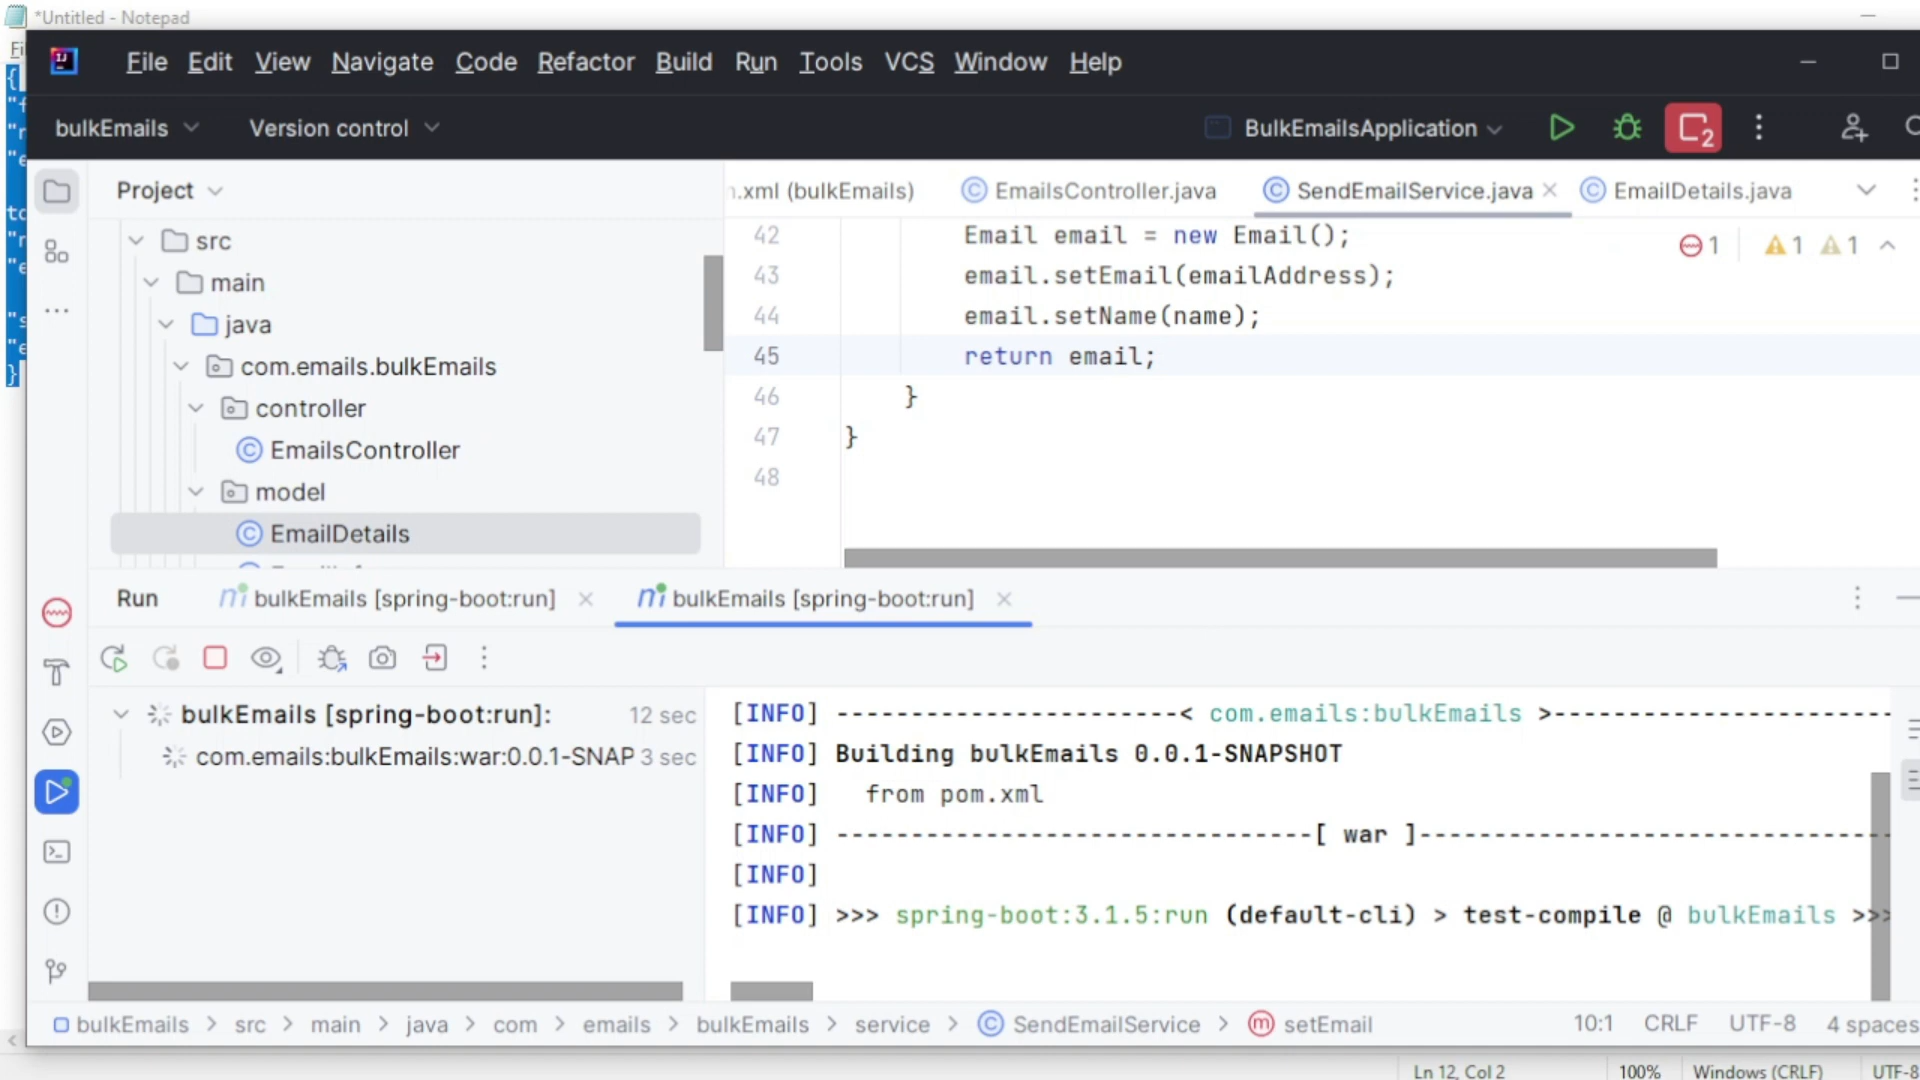 *Untitled - Notepad
File Edit View Navigate Code Refactor Build Run Tools VCS Window Help
bulkEmails Version control BulkEmailsApplication 2
Project
.xml (bulkEmails) EmailsController.java SendEmailService.java EmailDetails.java
src
main
java
com.emails.bulkEmails
controller
EmailsController
model
EmailDetails
1 1 1
42 Email email = new Email();
43 email.setEmail(emailAddress);
44 email.setName(name);
45 return email;
46 }
47 }
48
Run bulkEmails [spring-boot:run] bulkEmails [spring-boot:run]
bulkEmails [spring-boot:run]: 12 sec
com.emails:bulkEmails:war:0.0.1-SNAP 3 sec
[INFO] -----------------------< com.emails:bulkEmails >-----------------------
[INFO] Building bulkEmails 0.0.1-SNAPSHOT
[INFO] from pom.xml
[INFO] --------------------------------[ war ]--------------------------------
[INFO]
[INFO] >>> spring-boot:3.1.5:run (default-cli) > test-compile @ bulkEmails >>>
bulkEmails > src > main > java > com > emails > bulkEmails > service > SendEmailService > setEmail 10:1 CRLF UTF-8 4 spaces
Ln 12, Col 2 100% Windows (CRLF) UTF-8